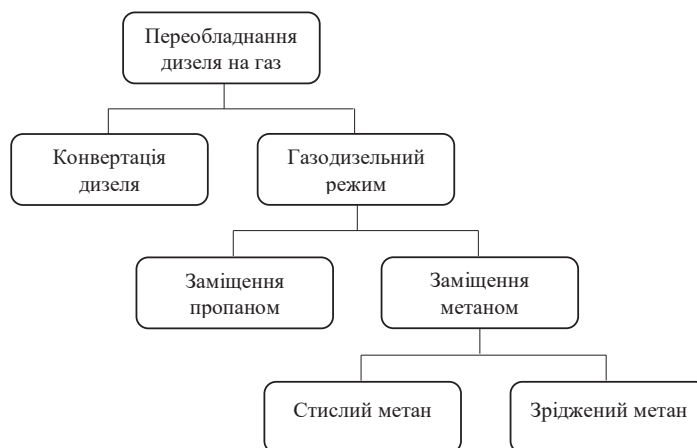 Переобладнання
дизеля на газ
Конвертація
дизеля
Газодизельний
режим
Заміщення
пропаном
Заміщення
метаном
Стислий метан
Зріджений метан